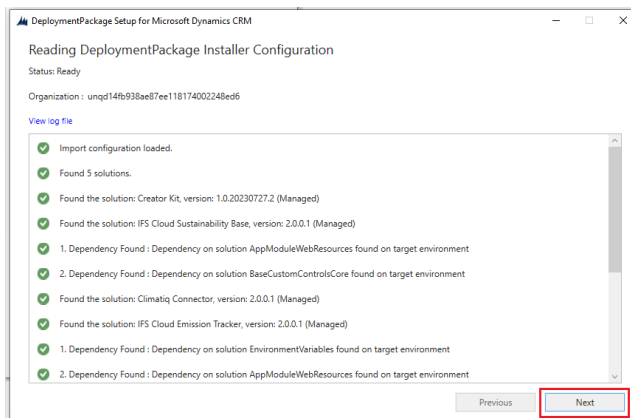 DeploymentPackage Setup for Microsoft Dynamics CRM
Reading DeploymentPackage Installer Configuration
Status: Ready
Organization : unqd14fb938ae87ee118174002248ed6
View log file
Import configuration loaded.
Found 5 solutions.
Found the solution: Creator Kit, version: 1.0.20230727.2 (Managed)
Found the solution: IFS Cloud Sustainability Base, version: 2.0.0.1 (Managed)
1. Dependency Found : Dependency on solution AppModuleWebResources found on target environment
2. Dependency Found : Dependency on solution BaseCustomControlsCore found on target environment
Found the solution: Climatiq Connector, version: 2.0.0.1 (Managed)
Found the solution: IFS Cloud Emission Tracker, version: 2.0.0.1 (Managed)
1. Dependency Found : Dependency on solution EnvironmentVariables found on target environment
2. Dependency Found : Dependency on solution AppModuleWebResources found on target environment
Previous
Next